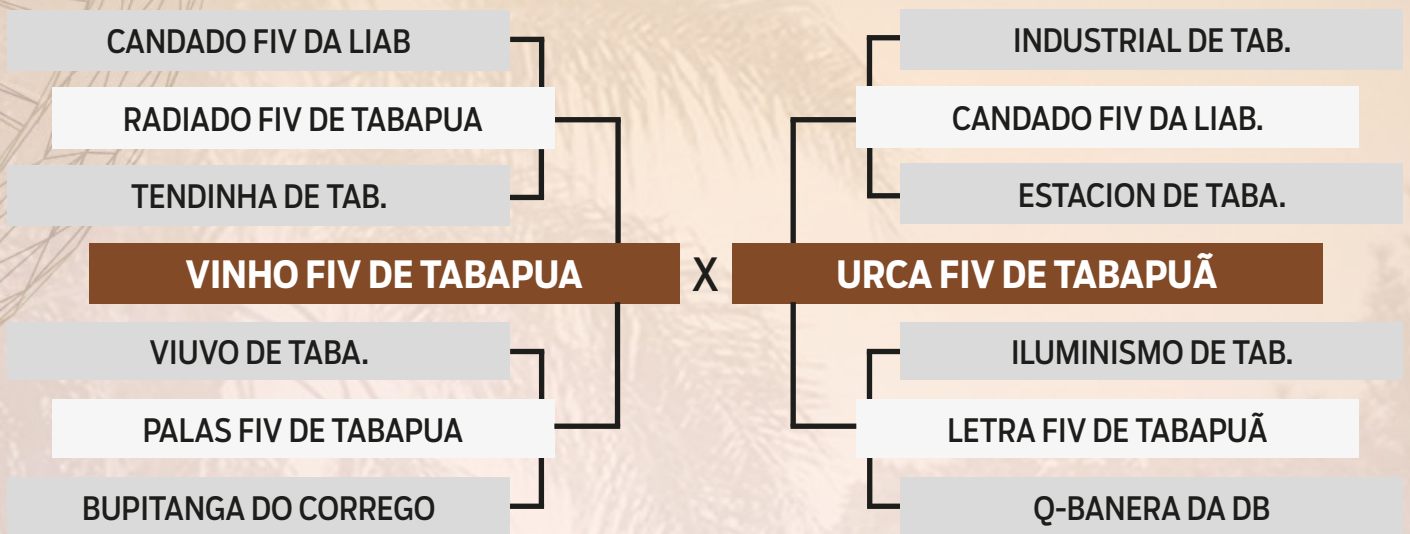 CANDADO FIV DA LIAB
RADIADO FIV DE TABAPUA
TENDINHA DE TAB.
VINHO FIV DE TABAPUA
VIUVO DE TABA.
PALAS FIV DE TABAPUA
BUPITANGA DO CORREGO
X
INDUSTRIAL DE TAB.
CANDADO FIV DA LIAB.
ESTACION DE TABA.
URCA FIV DE TABAPUÃ
ILUMINISMO DE TAB.
LETRA FIV DE TABAPUÃ
Q-BANERA DA DB